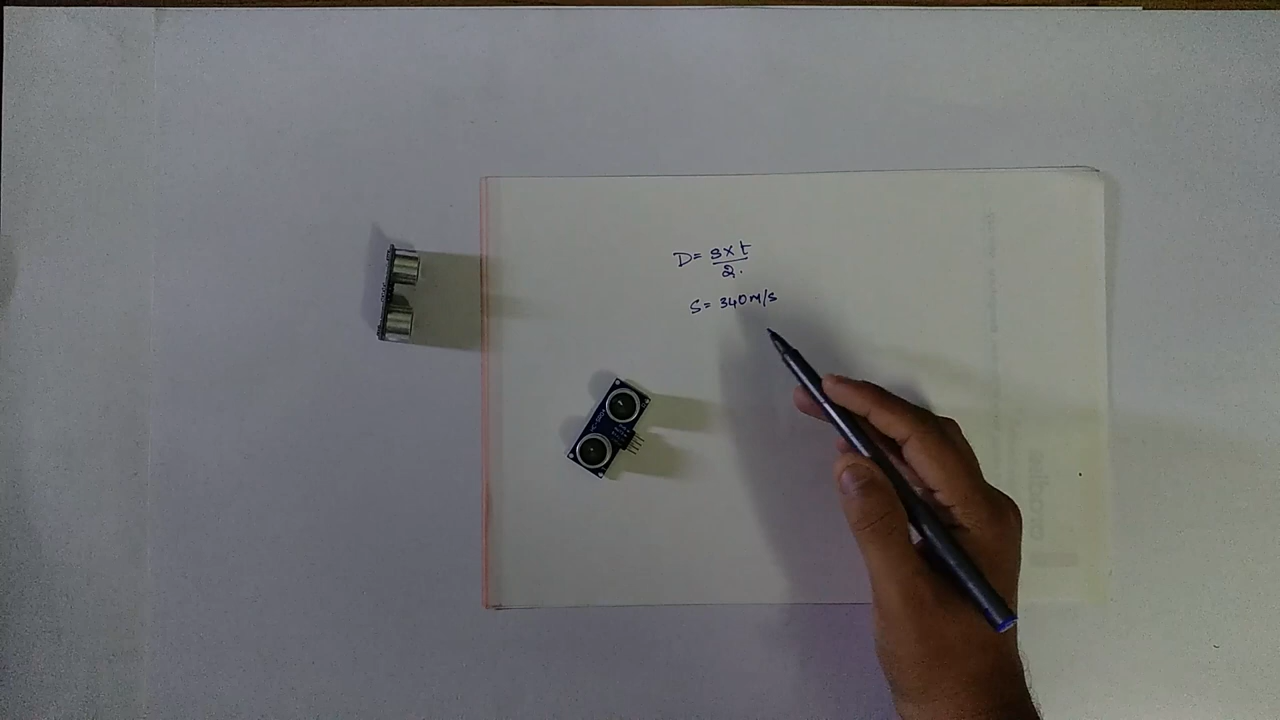 D = s×t
2.
S = 340 m/s